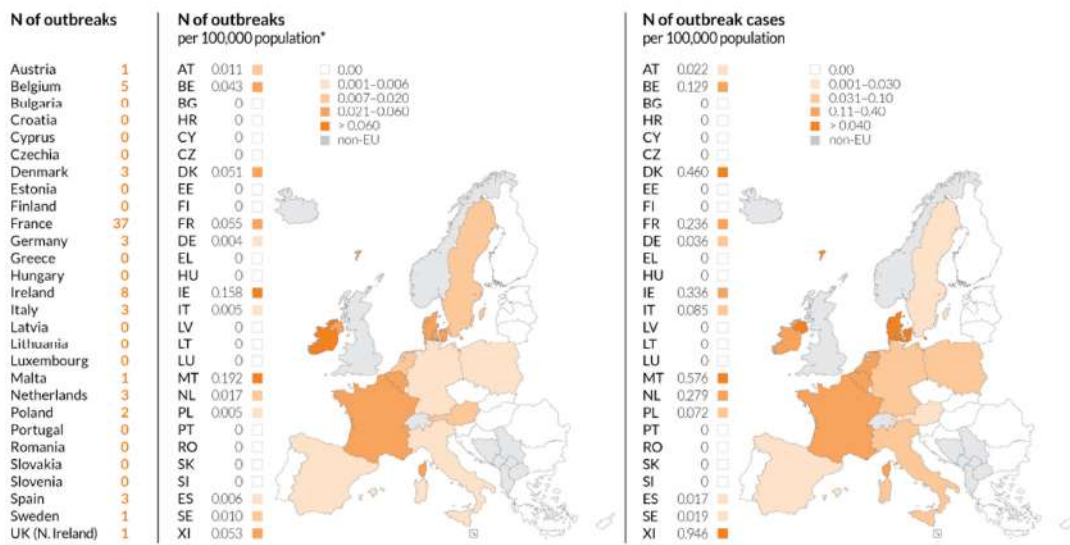 N of outbreaks
Austria 1
Belgium 5
Bulgaria 0
Croatia 0
Cyprus 0
Czechia 0
Denmark 3
Estonia 0
Finland 0
France 37
Germany 3
Greece 0
Hungary 0
Ireland 8
Italy 3
Latvia 0
Lithuania 0
Luxembourg 0
Malta 1
Netherlands 3
Poland 2
Portugal 0
Romania 0
Slovakia 0
Slovenia 0
Spain 3
Sweden 1
UK (N. Ireland) 1
N of outbreaks
per 100,000 population*
AT 0.011
BE 0.043
BG 0
HR 0
CY 0
CZ 0
DK 0.051
EE 0
FI 0
FR 0.055
DE 0.004
EL 0
HU 0
IE 0.158
IT 0.005
LV 0
LT 0
LU 0
MT 0.192
NL 0.017
PL 0.005
PT 0
RO 0
SK 0
SI 0
ES 0.006
SE 0.010
XI 0.053
0.00
0.001–0.006
0.007–0.020
0.021–0.060
> 0.060
non-EU
N of outbreak cases
per 100,000 population
AT 0.022
BE 0.129
BG 0
HR 0
CY 0
CZ 0
DK 0.460
EE 0
FI 0
FR 0.236
DE 0.036
EL 0
HU 0
IE 0.336
IT 0.085
LV 0
LT 0
LU 0
MT 0.576
NL 0.279
PL 0.072
PT 0
RO 0
SK 0
SI 0
ES 0.017
SE 0.019
XI 0.946
0.00
0.001–0.030
0.031–0.10
0.11–0.40
> 0.040
non-EU